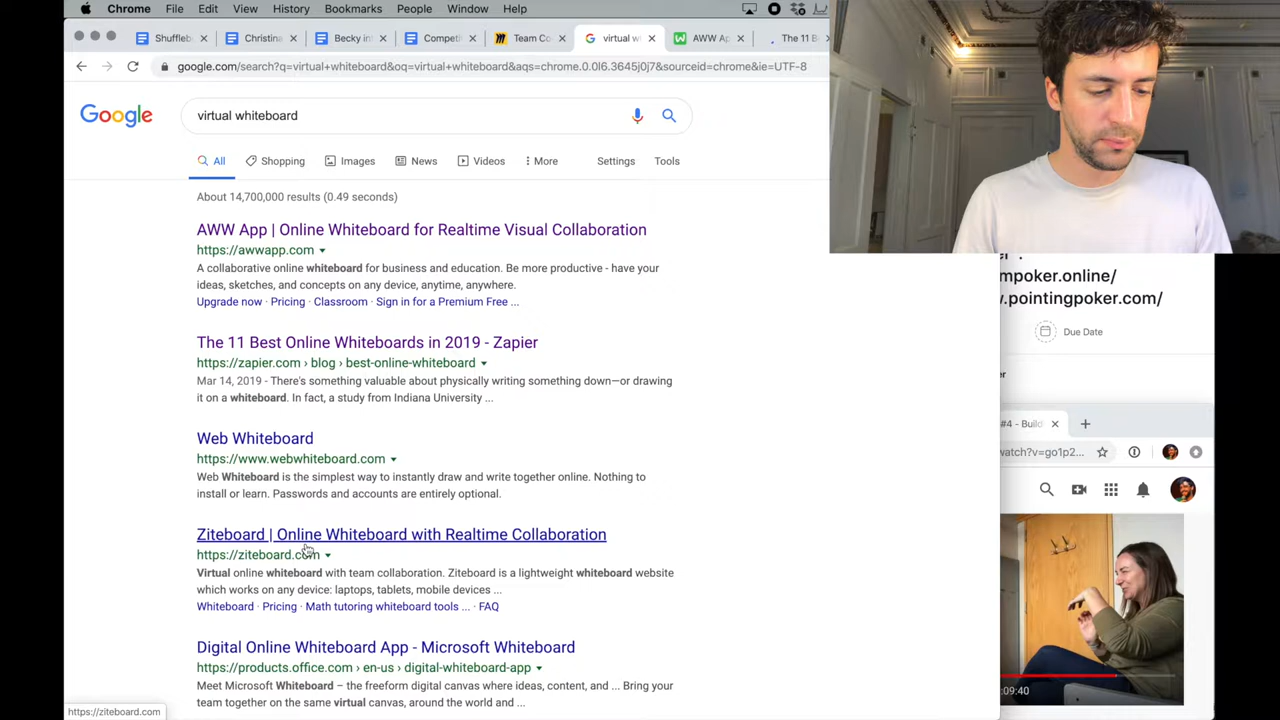 Chrome File Edit View History Bookmarks People Window Help
Shuffleb Christina Becky in Compet Team Co virtual w AWW Ap The 11 B
google.com/search?q=virtual+whiteboard&oq=virtual+whiteboard&aqs=chrome.0.0l6.3645j0j7&sourceid=chrome&ie=UTF-8
Google
virtual whiteboard
All Shopping Images News Videos More Settings Tools
About 14,700,000 results (0.49 seconds)
AWW App | Online Whiteboard for Realtime Visual Collaboration
https://awwapp.com
A collaborative online whiteboard for business and education. Be more productive - have your
ideas, sketches, and concepts on any device, anytime, anywhere.
Upgrade now · Pricing · Classroom · Sign in for a Premium Free ...
The 11 Best Online Whiteboards in 2019 - Zapier
https://zapier.com › blog › best-online-whiteboard
Mar 14, 2019 - There's something valuable about physically writing something down—or drawing
it on a whiteboard. In fact, a study from Indiana University ...
Web Whiteboard
https://www.webwhiteboard.com
Web Whiteboard is the simplest way to instantly draw and write together online. Nothing to
install or learn. Passwords and accounts are entirely optional.
Ziteboard | Online Whiteboard with Realtime Collaboration
https://ziteboard.com
Virtual online whiteboard with team collaboration. Ziteboard is a lightweight whiteboard website
which works on any device: laptops, tablets, mobile devices ...
Whiteboard · Pricing · Math tutoring whiteboard tools ... · FAQ
Digital Online Whiteboard App - Microsoft Whiteboard
https://products.office.com › en-us › digital-whiteboard-app
Meet Microsoft Whiteboard – the freeform digital canvas where ideas, content, and ... Bring your
team together on the same virtual canvas, around the world and ...
https://ziteboard.com
mpoker.online/
w.pointingpoker.com/
Due Date
er
#4 - Build
watch?v=go1p2...
:09:40